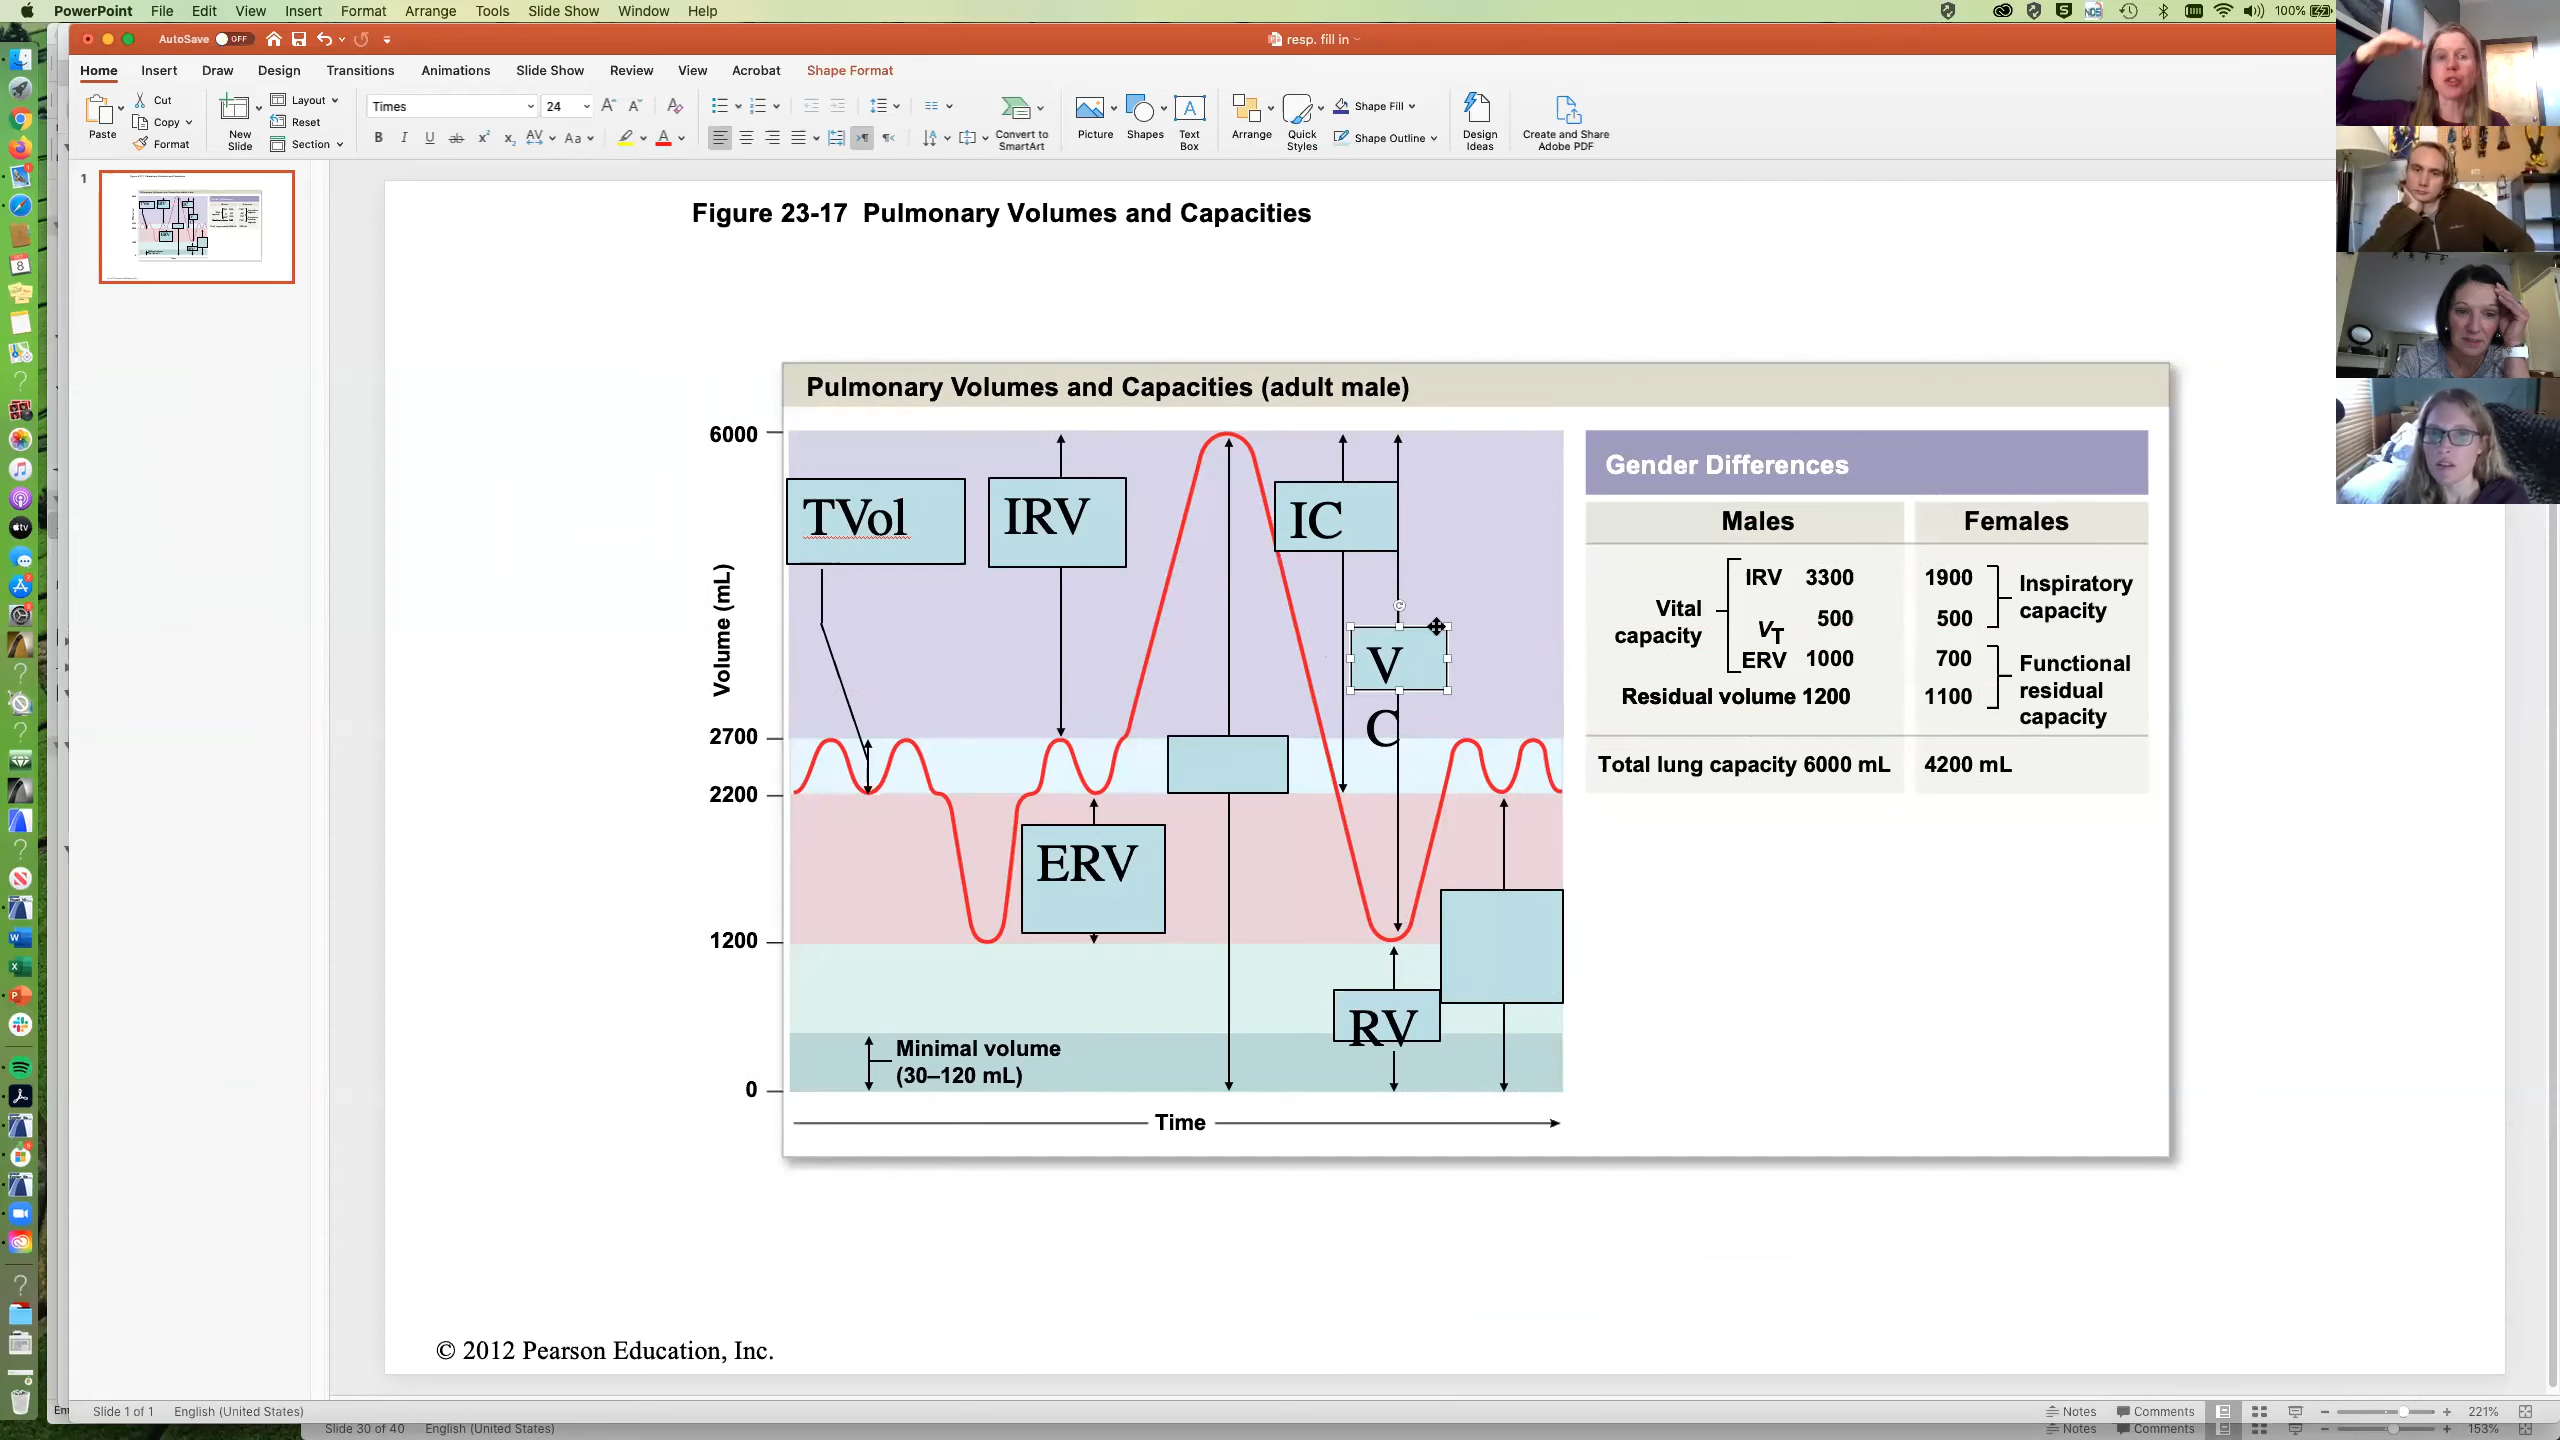 PowerPoint File Edit View Insert Format Arrange Tools Slide Show Window Help
100%
AutoSave OFF
resp. fill in
Home Insert Draw Design Transitions Animations Slide Show Review View Acrobat Shape Format
Paste
Cut
Copy
Format
New Slide
Layout
Reset
Section
Times
24
Convert to SmartArt
Picture
Shapes
Text Box
Arrange
Quick Styles
Shape Fill
Shape Outline
Design Ideas
Create and Share Adobe PDF
1
Figure 23-17 Pulmonary Volumes and Capacities
Pulmonary Volumes and Capacities (adult male)
Volume (mL)
6000
2700
2200
1200
0
TVol
IRV
IC
V
C
ERV
RV
Minimal volume
(30–120 mL)
Time
Gender Differences
Males Females
Vital capacity
IRV 3300 1900
VT 500 500
ERV 1000 700
Residual volume 1200 1100
Inspiratory capacity
Functional residual capacity
Total lung capacity 6000 mL 4200 mL
© 2012 Pearson Education, Inc.
Slide 1 of 1 English (United States)
Notes Comments 221%
Slide 30 of 40 English (United States)
Notes Comments 153%